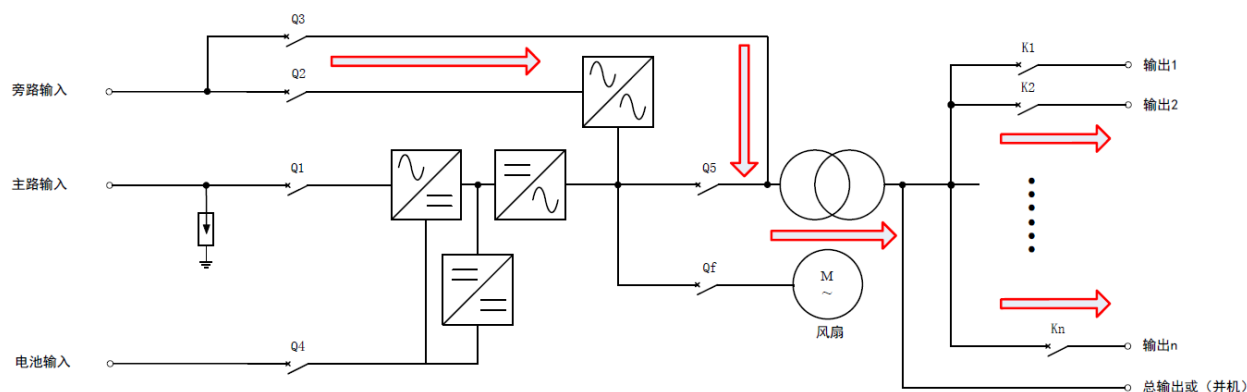 Q3
K1
输出1
Q2
K2
旁路输入
输出2
Q1
Q5
主路输入
Qf
M
~
风扇
Kn
Q4
输出n
电池输入
总输出或（并机）